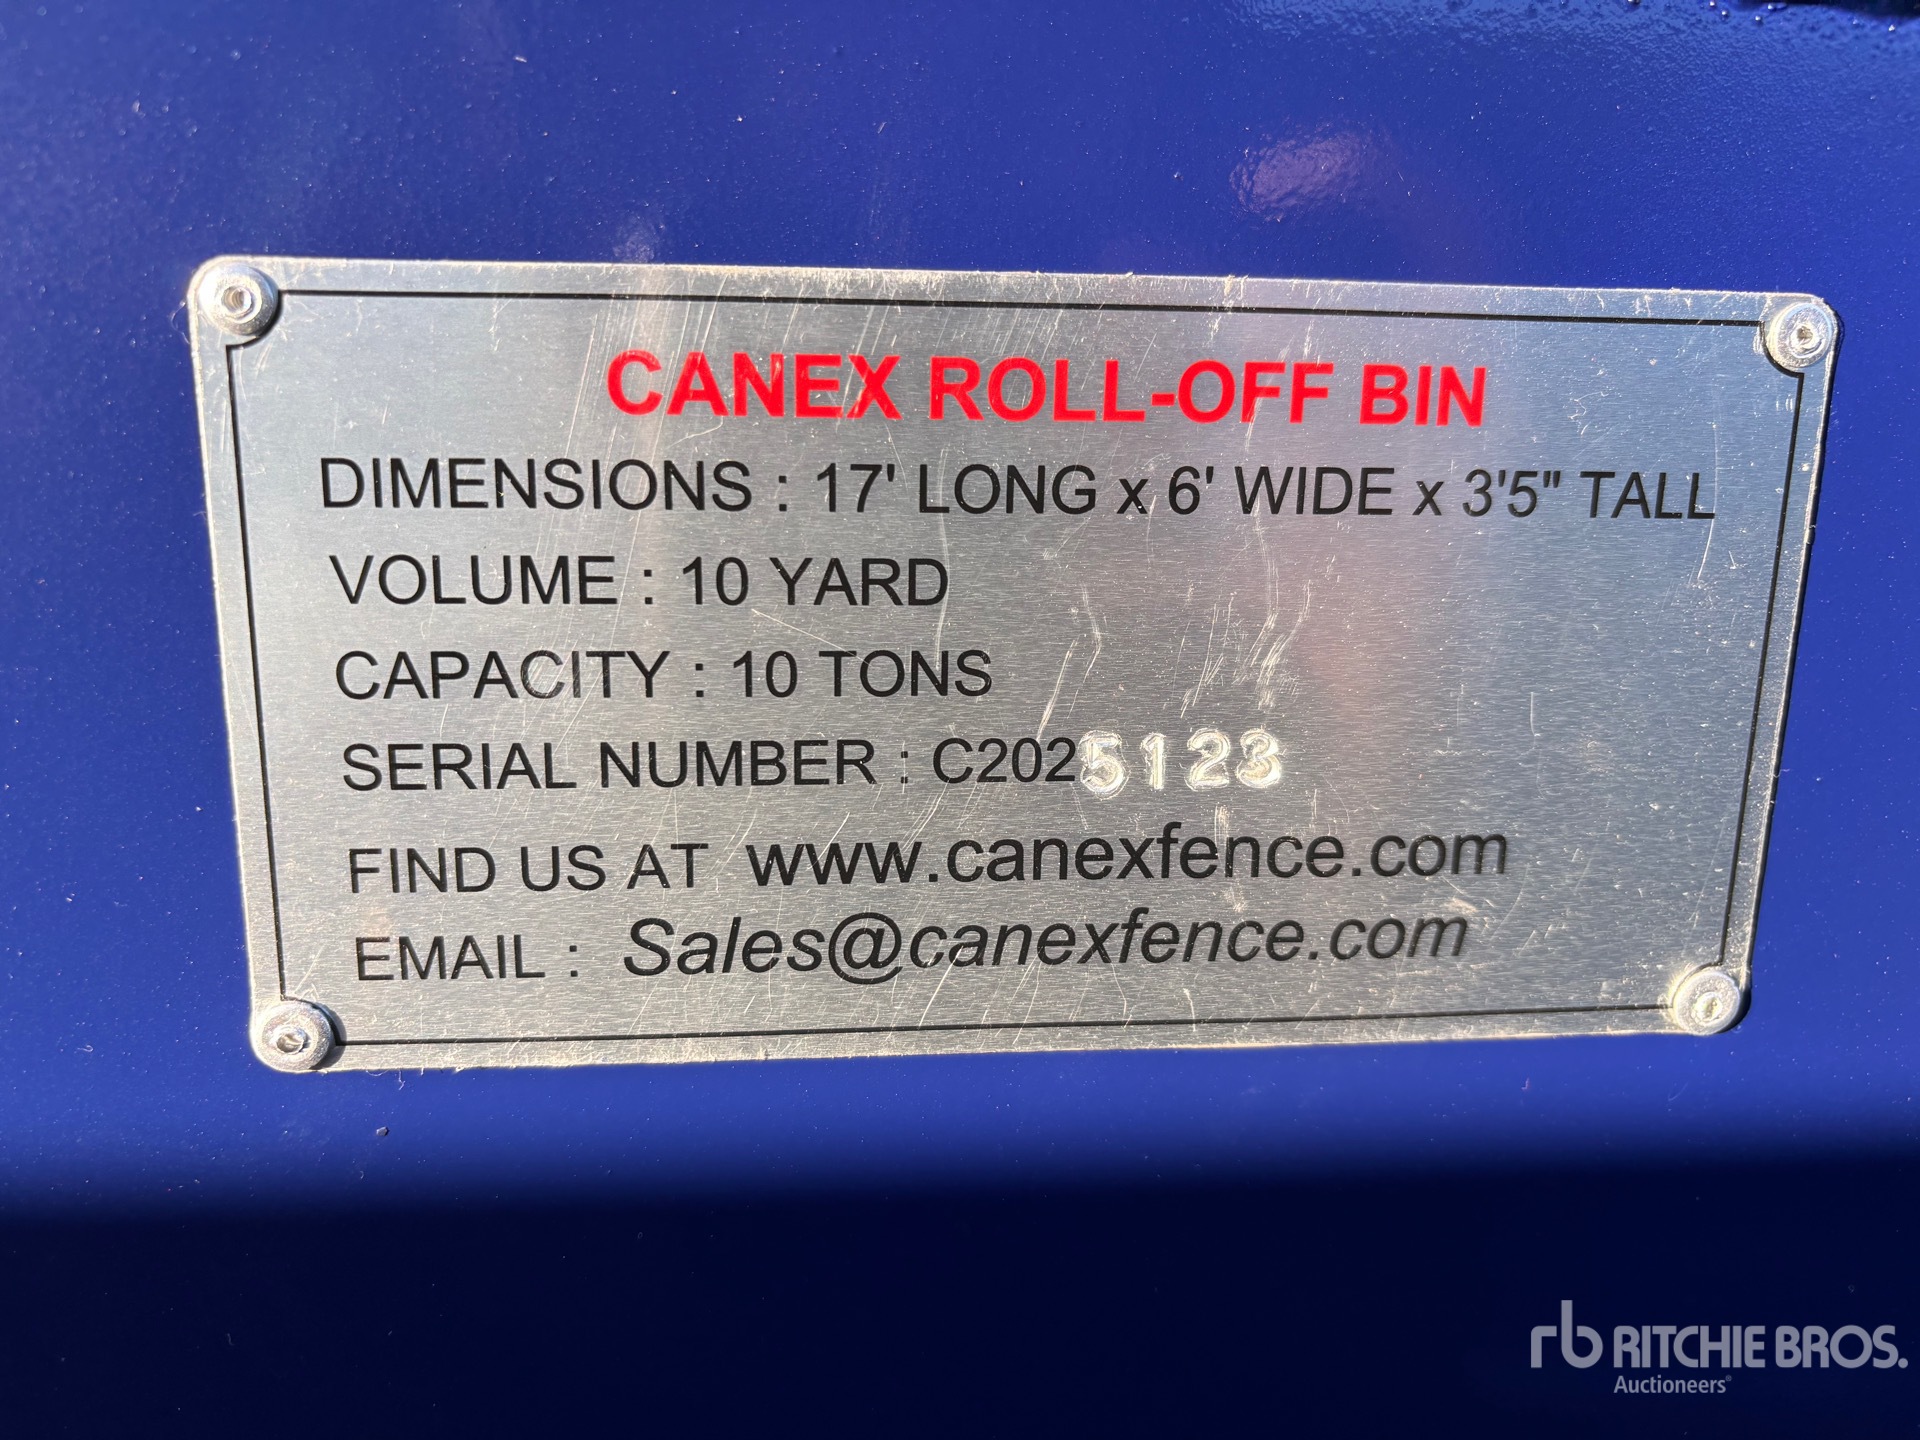 CANEX ROLL-OFF BIN
DIMENSIONS : 17' LONG x 6' WIDE x 3'5" TALL
VOLUME : 10 YARD
CAPACITY : 10 TONS
SERIAL NUMBER : C2025123
FIND US AT www.canexfence.com
EMAIL : Sales@canexfence.com
rb RITCHIE BROS.
Auctioneers